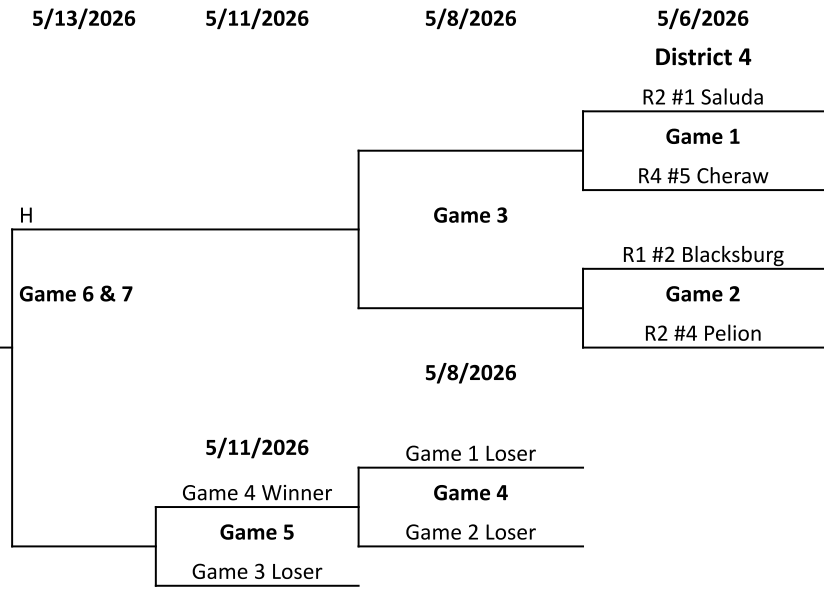 5/13/2026 5/11/2026 5/8/2026 5/6/2026
District 4
R2 #1 Saluda
Game 1
R4 #5 Cheraw
H
Game 3
R1 #2 Blacksburg
Game 6 & 7
Game 2
R2 #4 Pelion
5/8/2026
5/11/2026
Game 1 Loser
Game 4 Winner
Game 4
Game 5
Game 2 Loser
Game 3 Loser